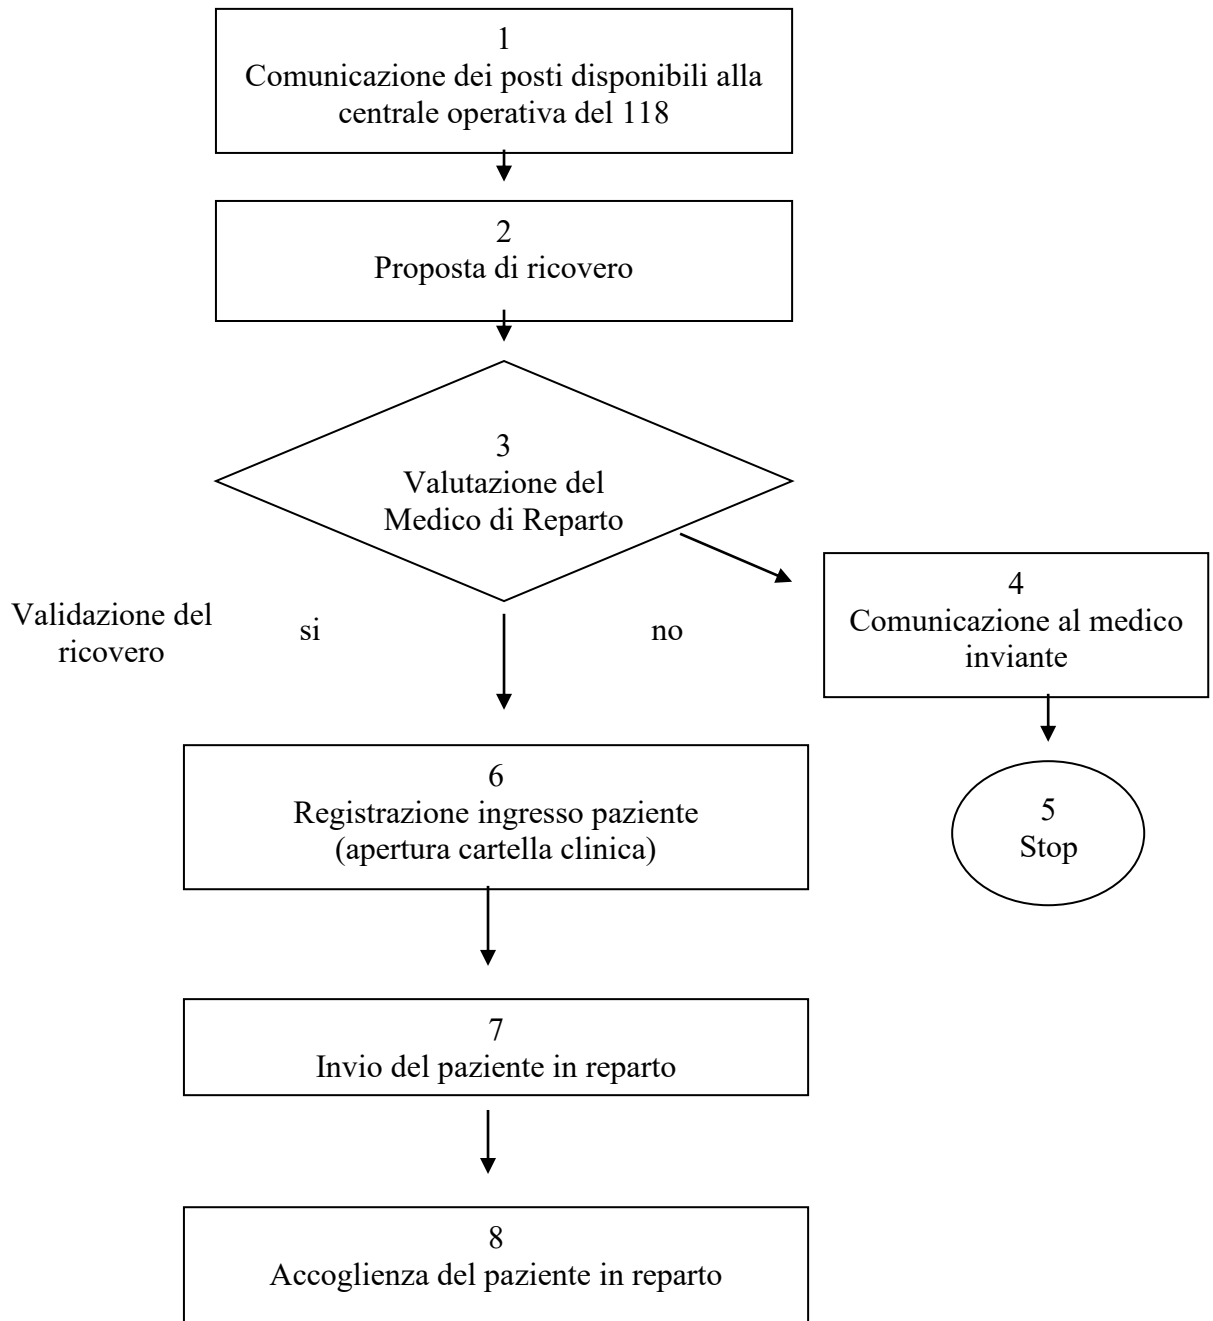 1
Comunicazione dei posti disponibili alla
centrale operativa del 118
2
Proposta di ricovero
3
Valutazione del
Medico di Reparto
4
Comunicazione al medico
inviante
Validazione del
ricovero
si
no
5
Stop
6
Registrazione ingresso paziente
(apertura cartella clinica)
7
Invio del paziente in reparto
8
Accoglienza del paziente in reparto